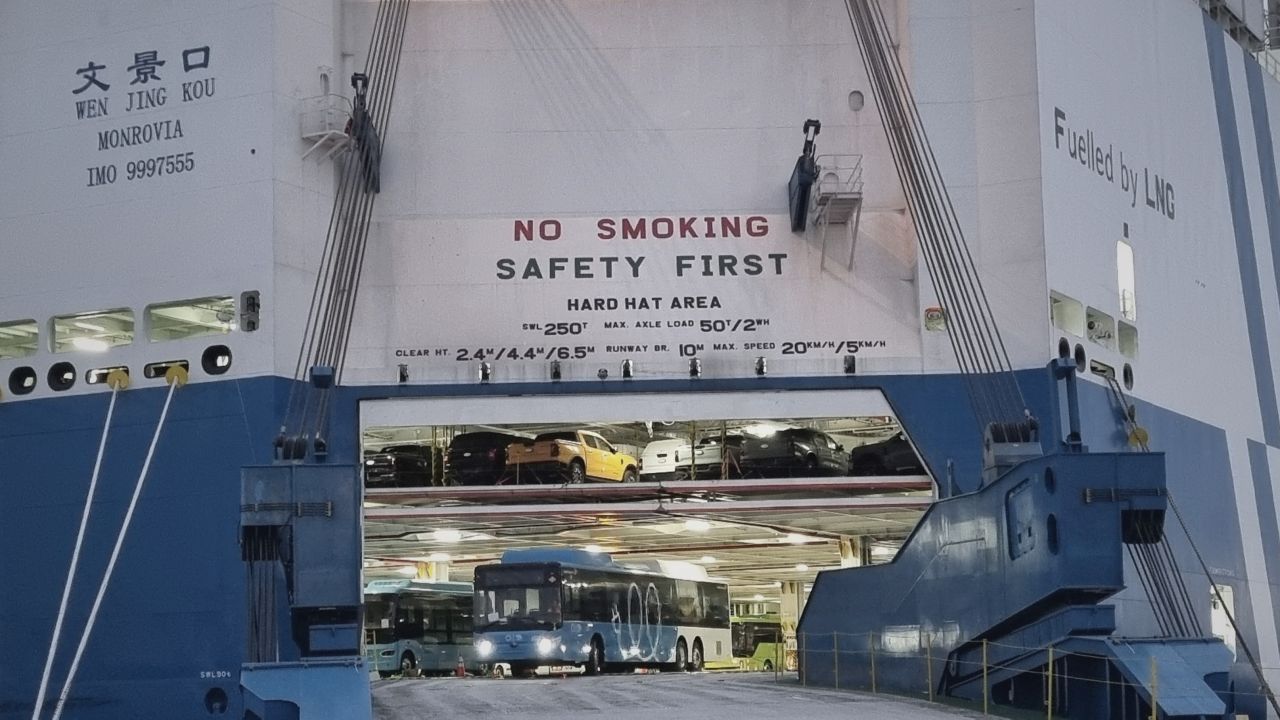 文景口
WEN JING KOU
MONROVIA
IMO 9997555
Fuelled by LNG
NO SMOKING
SAFETY FIRST
HARD HAT AREA
SWL 250T MAX. AXLE LOAD 50T/2WH
CLEAR HT. 2.4M/4.4M/6.5M RUNWAY BR. 10M MAX. SPEED 20KM/H/5KM/H
SWL90t